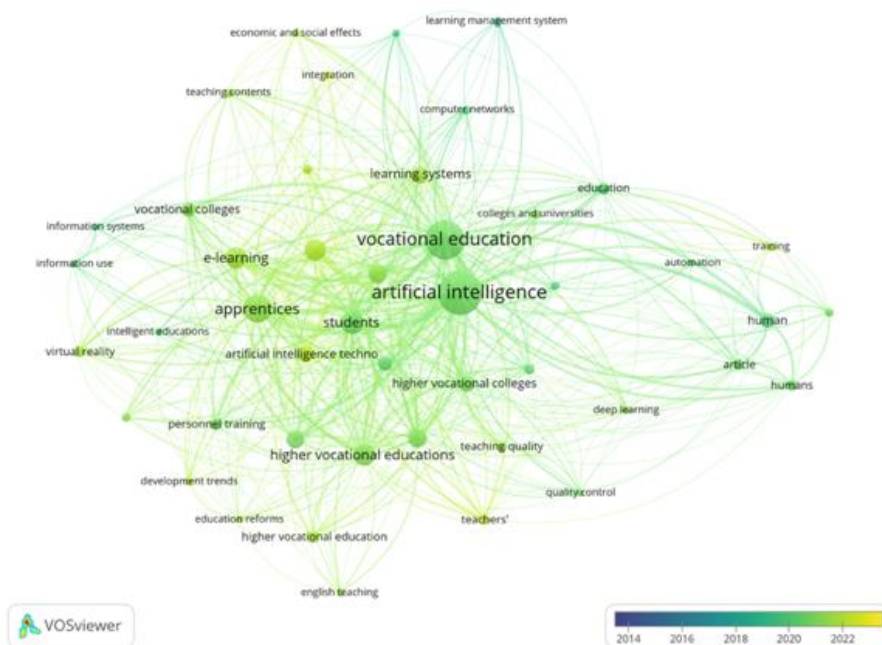 economic and social effects
learning management system
integration
teaching contents
computer networks
learning systems
education
vocational colleges
colleges and universities
information systems
vocational education
training
e-learning
information use
automation
artificial intelligence
apprentices
students
human
intelligent educations
virtual reality
artificial intelligence techno
article
higher vocational colleges
humans
deep learning
personnel training
teaching quality
higher vocational educations
development trends
quality control
education reforms
teachers'
higher vocational education
english teaching
VOSviewer
2014 2016 2018 2020 2022